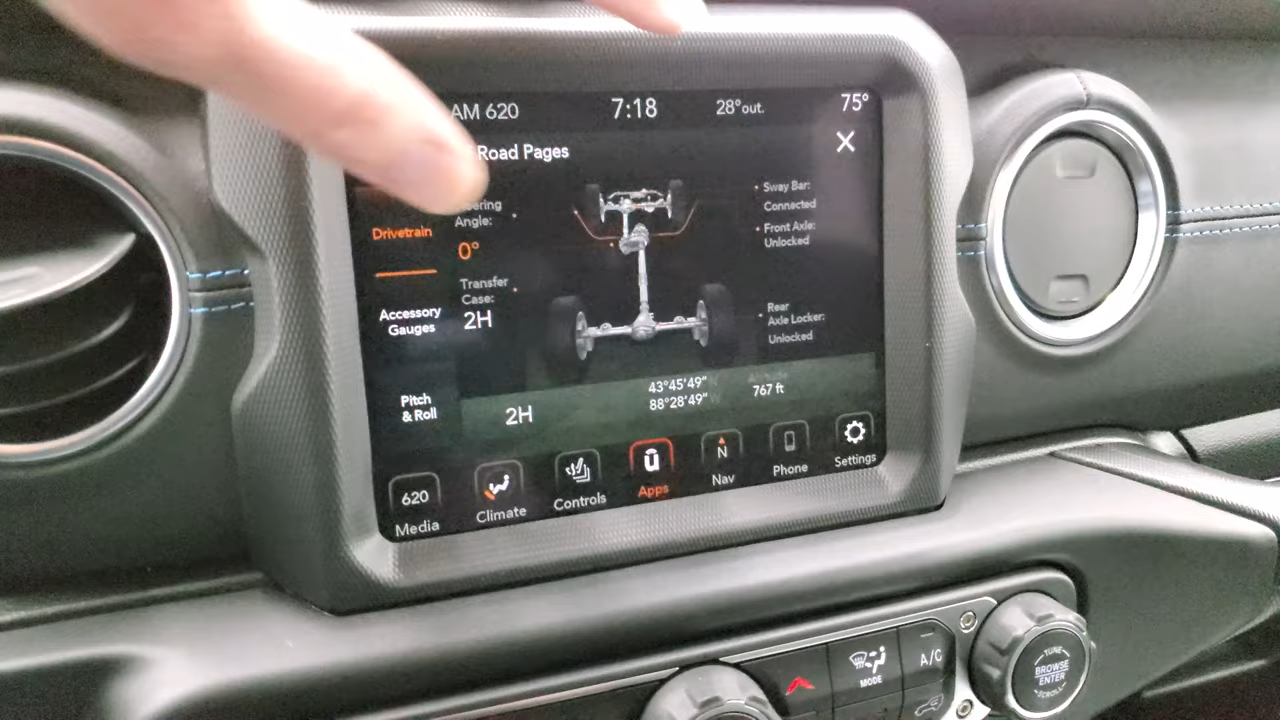 AM 620 7:18 28°out. 75°
Road Pages
Angle:
0°
Transfer
Case:
2H
Drivetrain
Accessory
Gauges
Pitch
& Roll
Sway Bar:
Connected
Front Axle:
Unlocked
Rear
Axle Locker:
Unlocked
2H
43°45'49"
88°28'49"
767 ft
620
Media
Climate
Controls
ū
Apps
N
Nav
Phone
Settings
MODE
A/C
TUNE
BROWSE
ENTER
SCROLL